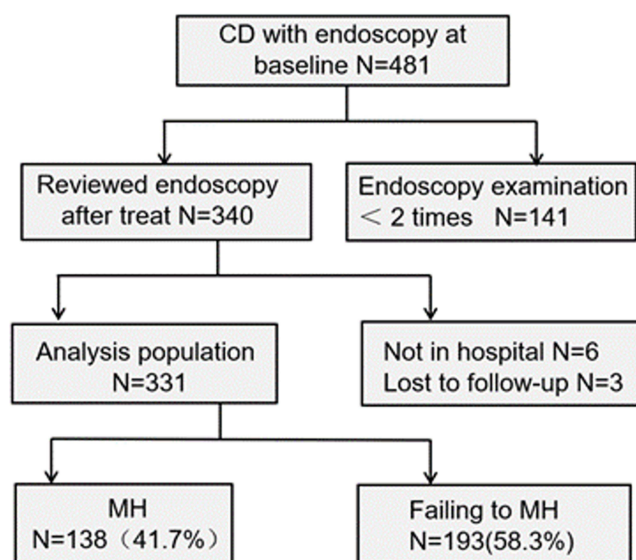 CD with endoscopy at
baseline N=481
Reviewed endoscopy
after treat N=340
Endoscopy examination
＜ 2 times N=141
Analysis population
N=331
Not in hospital N=6
Lost to follow-up N=3
MH
N=138（41.7%）
Failing to MH
N=193(58.3%)